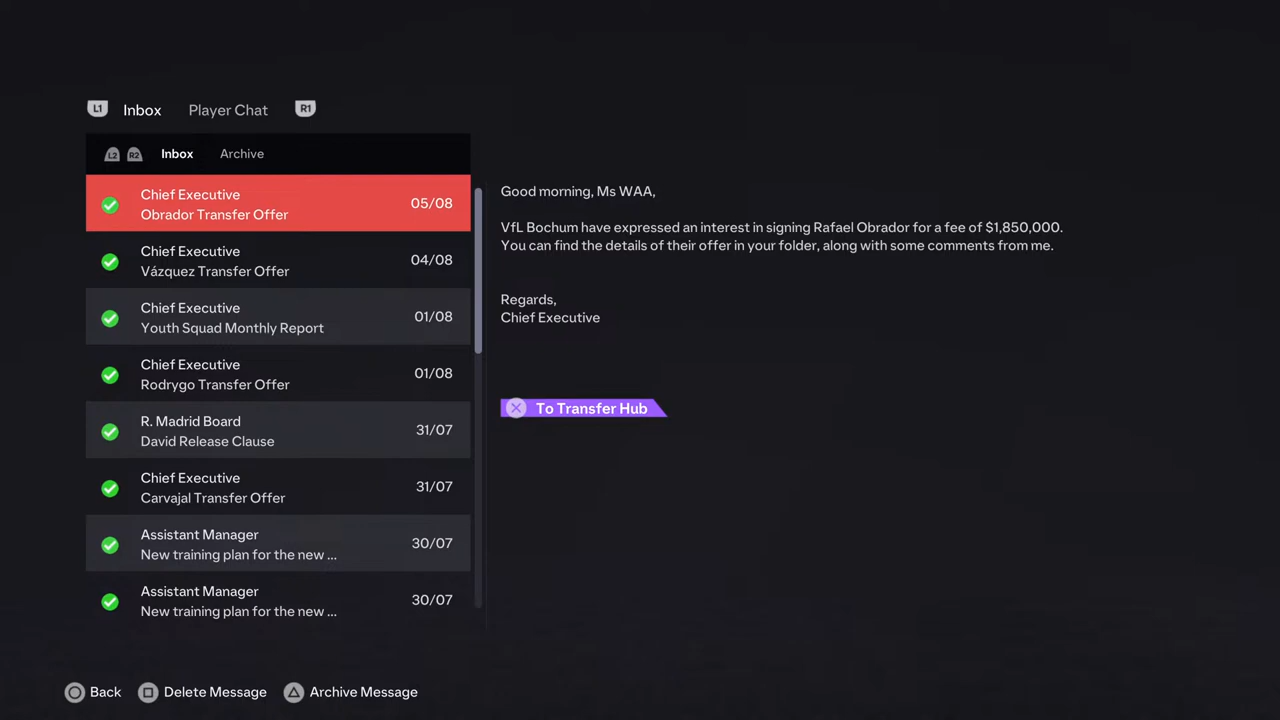 L1 Inbox Player Chat R1
L2 R2 Inbox Archive
Chief Executive
Obrador Transfer Offer
05/08
Chief Executive
Vázquez Transfer Offer
04/08
Chief Executive
Youth Squad Monthly Report
01/08
Chief Executive
Rodrygo Transfer Offer
01/08
R. Madrid Board
David Release Clause
31/07
Chief Executive
Carvajal Transfer Offer
31/07
Assistant Manager
New training plan for the new ...
30/07
Assistant Manager
New training plan for the new ...
30/07
Good morning, Ms WAA,
VfL Bochum have expressed an interest in signing Rafael Obrador for a fee of $1,850,000.
You can find the details of their offer in your folder, along with some comments from me.
Regards,
Chief Executive
To Transfer Hub
Back Delete Message Archive Message